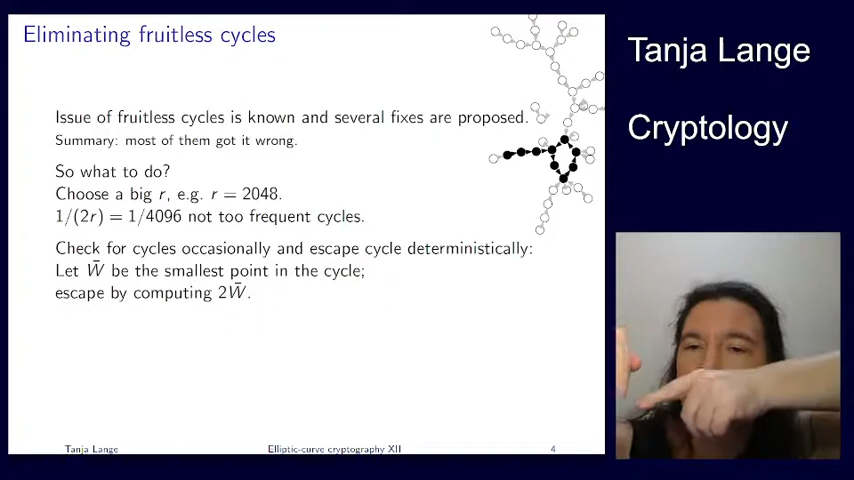 Eliminating fruitless cycles
Issue of fruitless cycles is known and several fixes are proposed.
Summary: most of them got it wrong.
So what to do?
Choose a big r, e.g. r = 2048.
1/(2r) = 1/4096 not too frequent cycles.
Check for cycles occasionally and escape cycle deterministically:
Let W̄ be the smallest point in the cycle;
escape by computing 2W̄.
Tanja Lange
Elliptic-curve cryptography XII
4
Tanja Lange
Cryptology